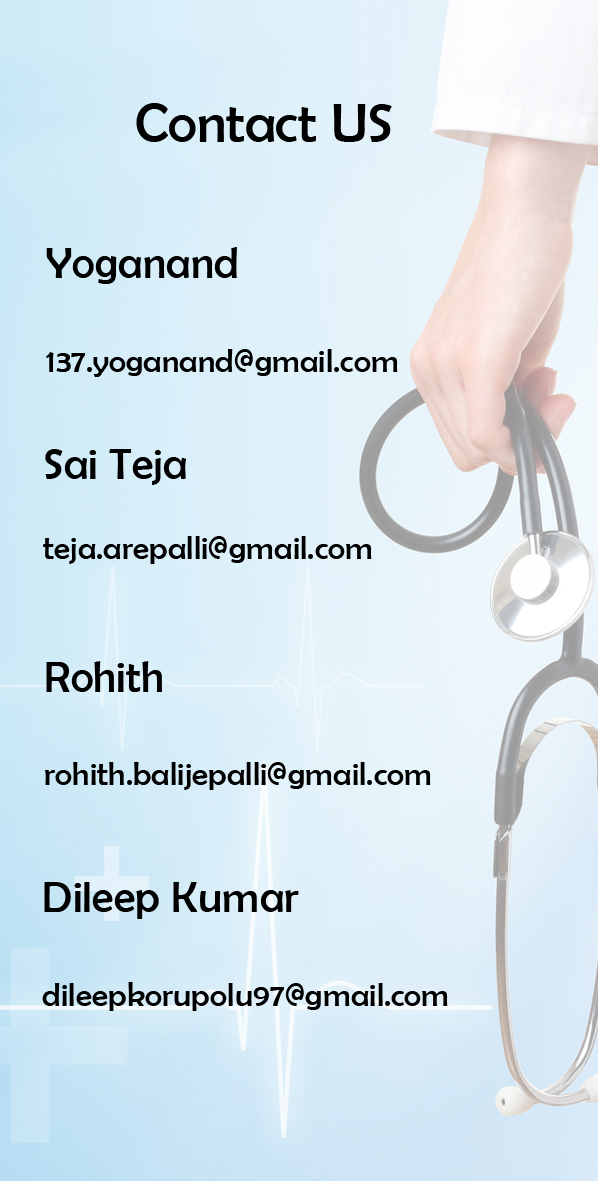 Contact US
Yoganand
137.yoganand@gmail.com
Sai Teja
teja.arepalli@gmail.com
Rohith
rohith.balijepalli@gmail.com
Dileep Kumar
dileepkorupolu97@gmail.com